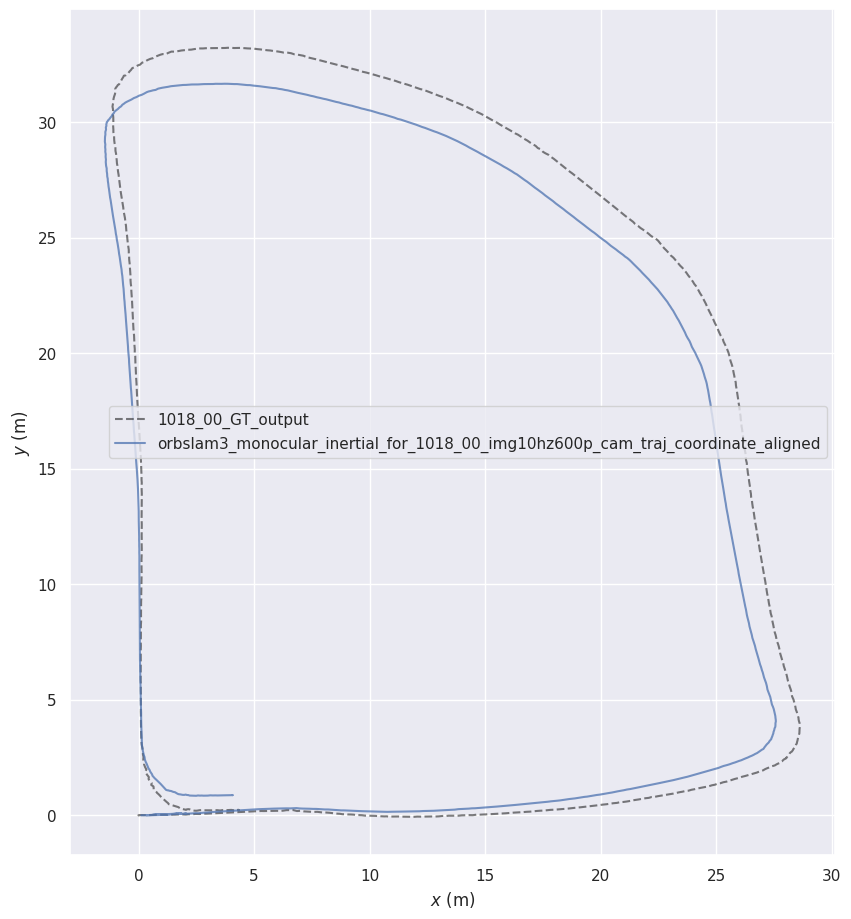 30
25
20
15
10
5
0
y (m)
1018_00_GT_output
orbslam3_monocular_inertial_for_1018_00_img10hz600p_cam_traj_coordinate_aligned
0 5 10 15 20 25 30
x (m)